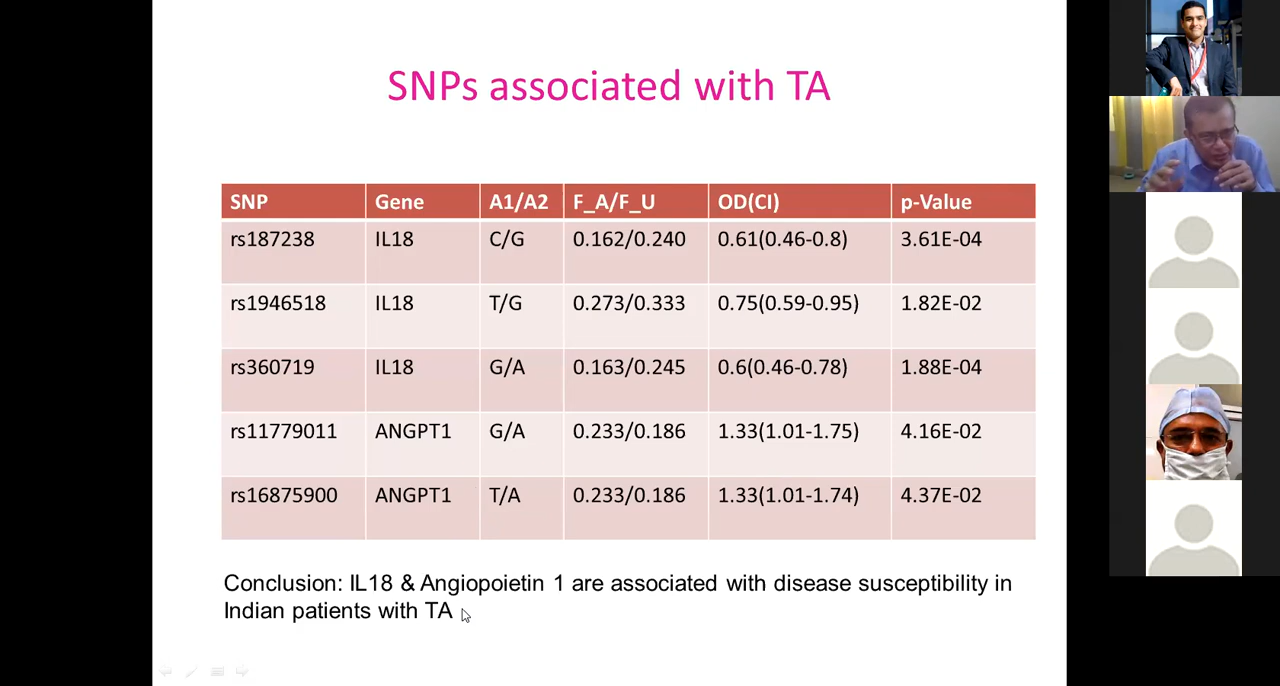 SNPs associated with TA
SNP Gene A1/A2 F_A/F_U OD(CI) p-Value
rs187238 IL18 C/G 0.162/0.240 0.61(0.46-0.8) 3.61E-04
rs1946518 IL18 T/G 0.273/0.333 0.75(0.59-0.95) 1.82E-02
rs360719 IL18 G/A 0.163/0.245 0.6(0.46-0.78) 1.88E-04
rs11779011 ANGPT1 G/A 0.233/0.186 1.33(1.01-1.75) 4.16E-02
rs16875900 ANGPT1 T/A 0.233/0.186 1.33(1.01-1.74) 4.37E-02
Conclusion: IL18 & Angiopoietin 1 are associated with disease susceptibility in
Indian patients with TA